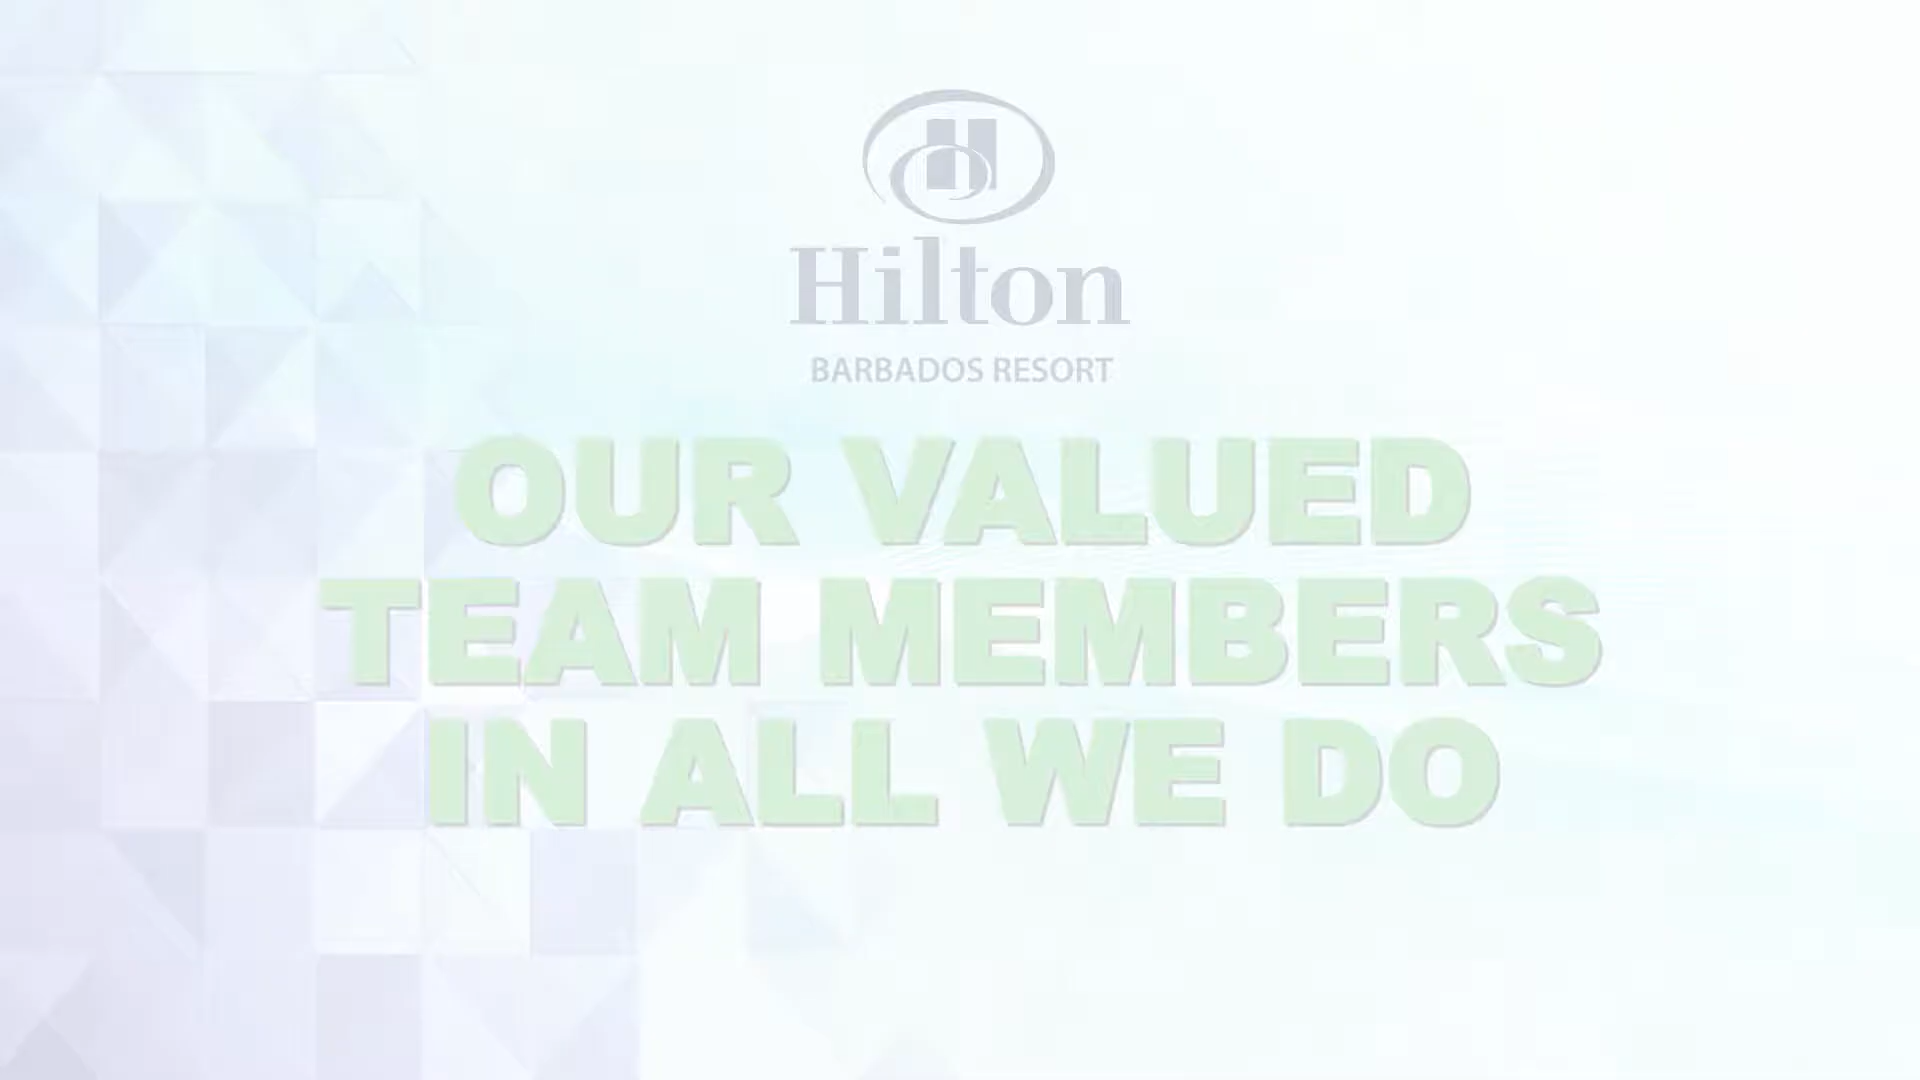 Hilton
BARBADOS RESORT
OUR VALUED
TEAM MEMBERS
IN ALL WE DO